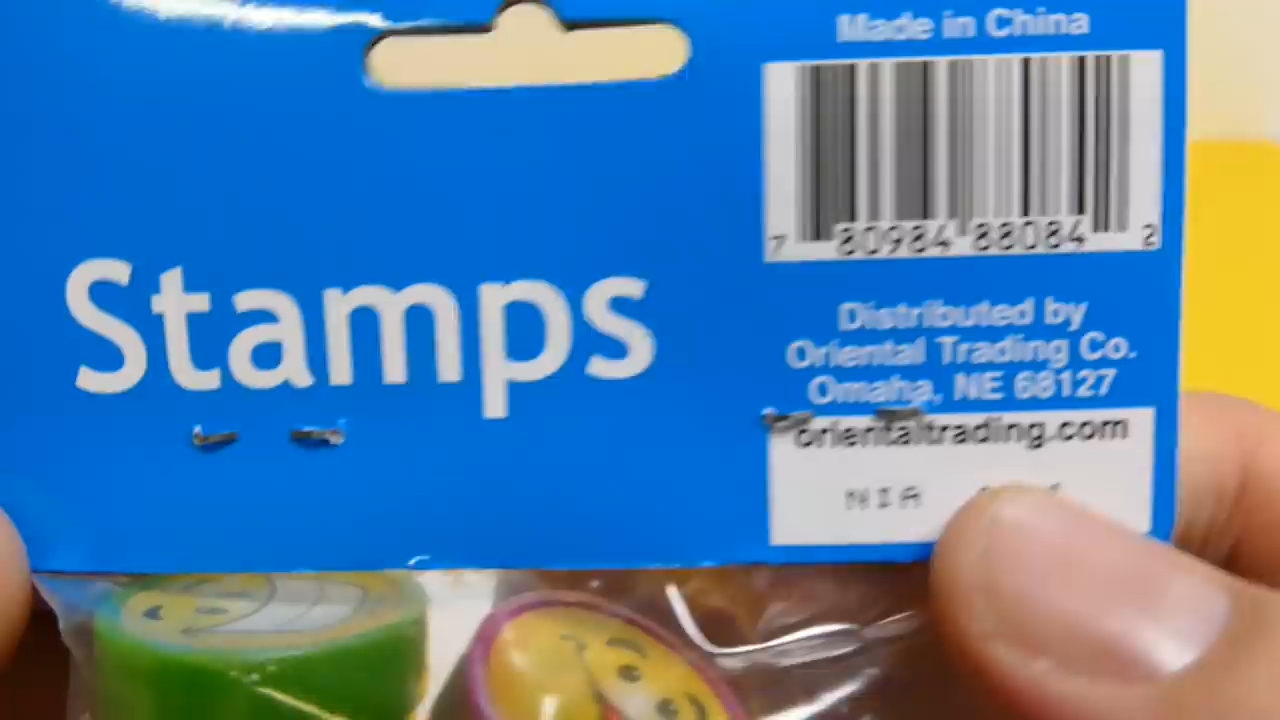 Made in China
7 80984 88084 2
Stamps
Distributed by
Oriental Trading Co.
Omaha, NE 68127
orientaltrading.com
NIA